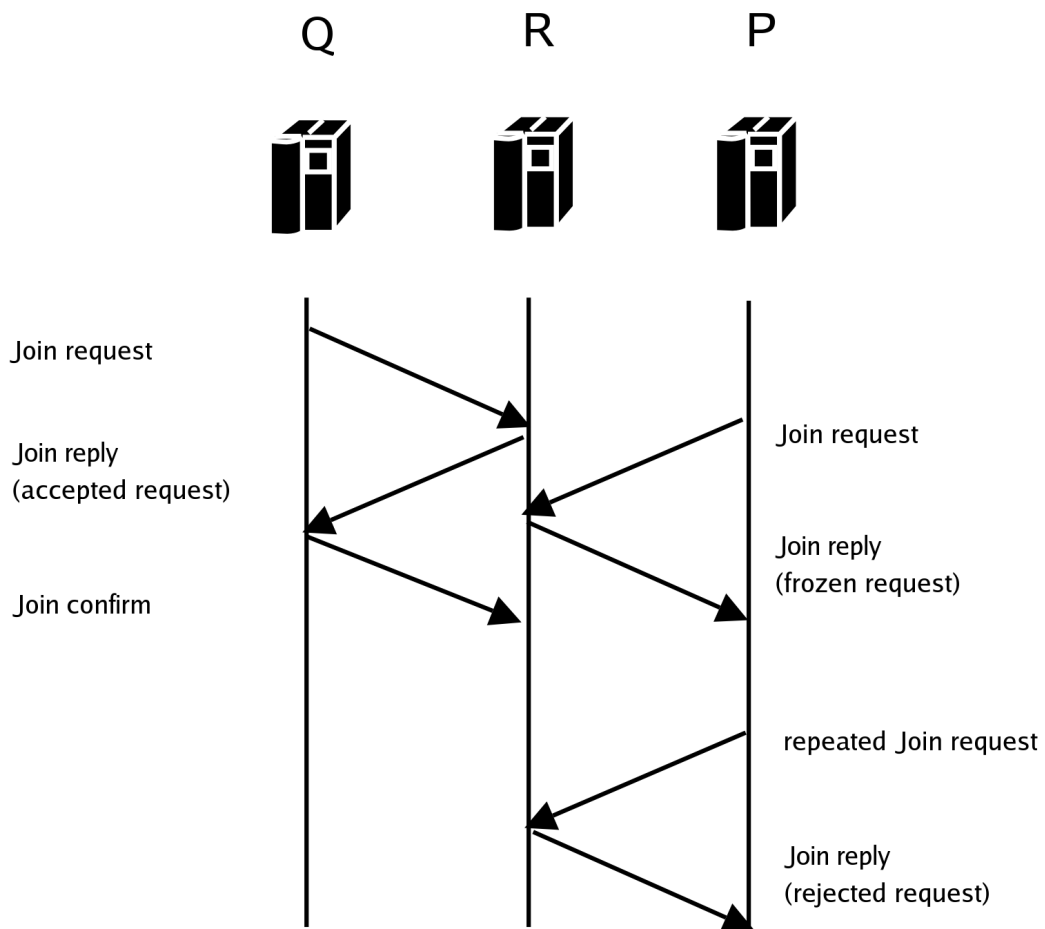 Q R P
Join request
Join request
Join reply
(accepted request)
Join reply
(frozen request)
Join confirm
repeated Join request
Join reply
(rejected request)